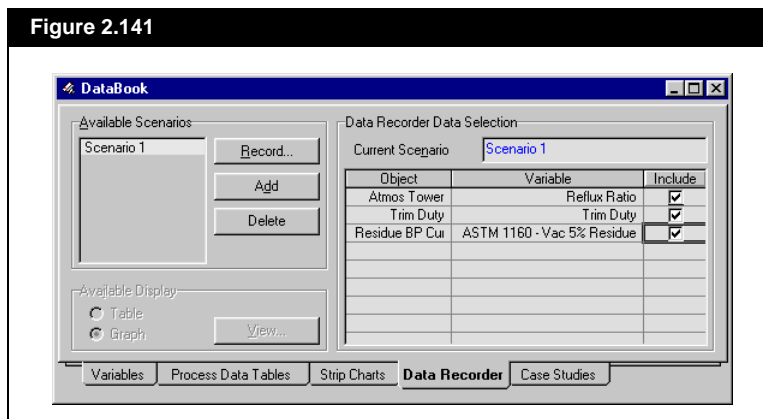 Figure 2.141
DataBook
Available Scenarios
Scenario 1
Record...
Add
Delete
Available Display
Table
Graph
View...
Data Recorder Data Selection
Current Scenario
Scenario 1
Object Variable Include
Atmos Tower Reflux Ratio
Trim Duty Trim Duty
Residue BP Cu ASTM 1160 - Vac 5% Residue
Variables Process Data Tables Strip Charts Data Recorder Case Studies